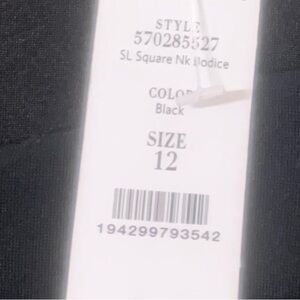 STYLE
570285527
SL Square Nk Bodice
COLOR
Black
SIZE
12
194299793542